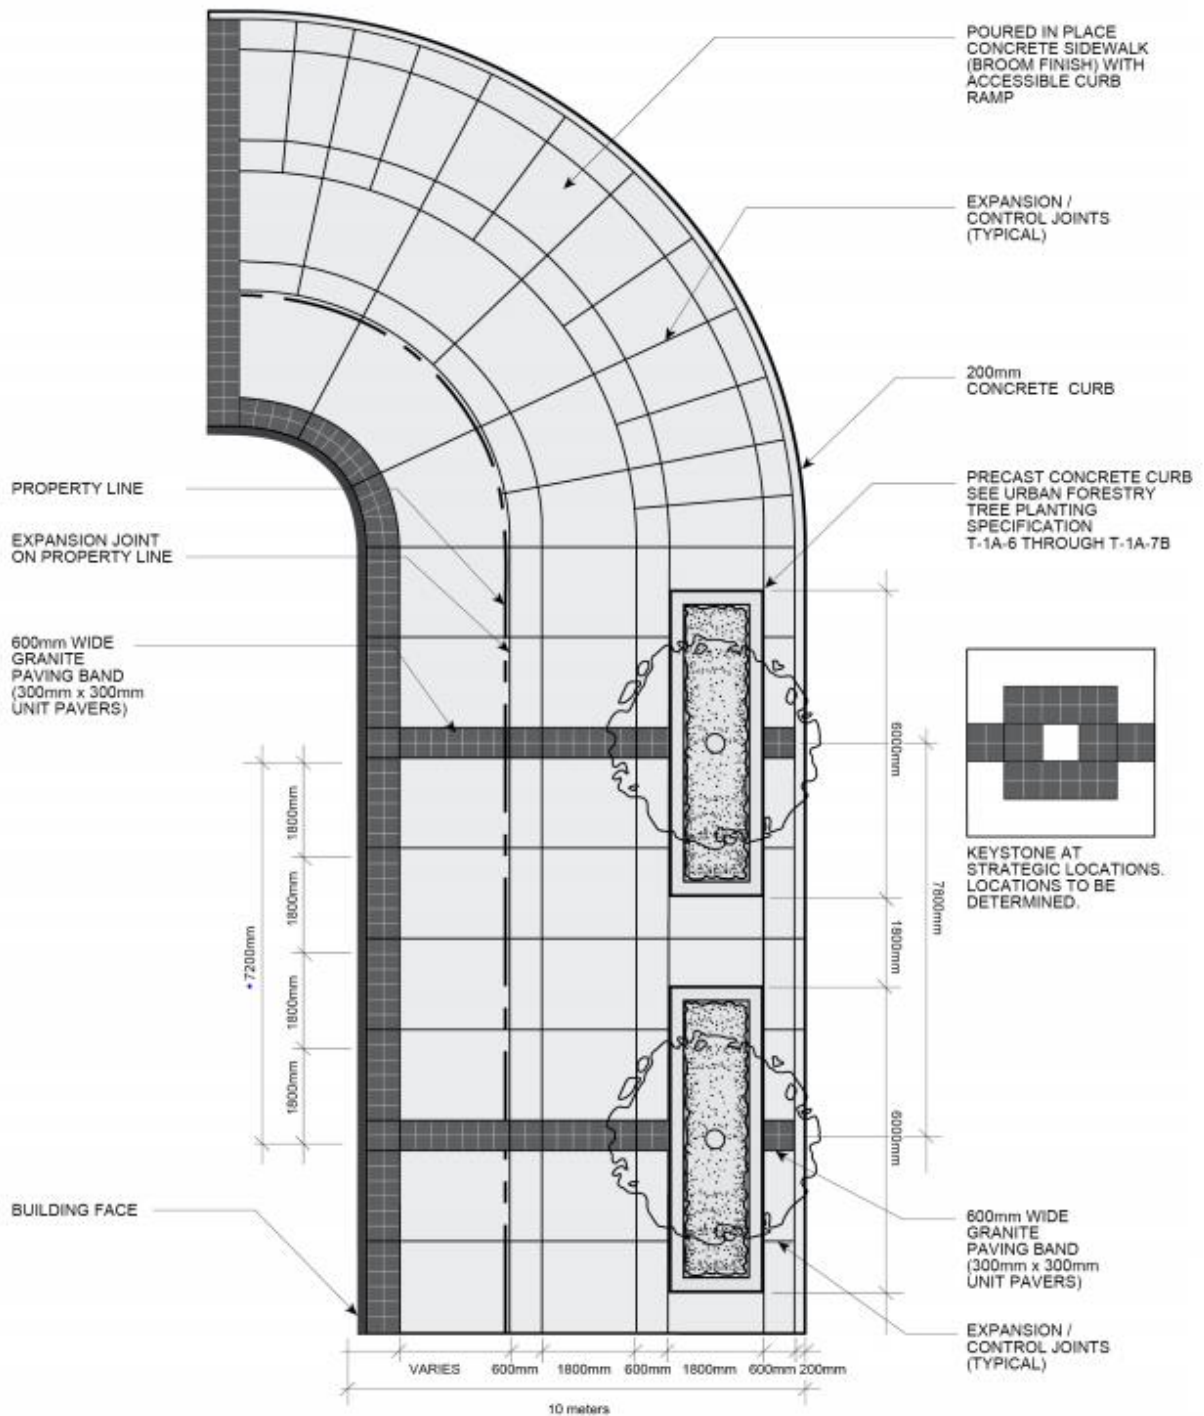 POURED IN PLACE
CONCRETE SIDEWALK
(BROOM FINISH) WITH
ACCESSIBLE CURB
RAMP
EXPANSION /
CONTROL JOINTS
(TYPICAL)
200mm
CONCRETE CURB
PROPERTY LINE
PRECAST CONCRETE CURB
SEE URBAN FORESTRY
TREE PLANTING
SPECIFICATION
T-1A-6 THROUGH T-1A-7B
EXPANSION JOINT
ON PROPERTY LINE
600mm WIDE
GRANITE
PAVING BAND
(300mm x 300mm
UNIT PAVERS)
6000mm
1800mm
1800mm
1800mm
1800mm
+7200mm
1800mm
7800mm
6000mm
KEYSTONE AT
STRATEGIC LOCATIONS.
LOCATIONS TO BE
DETERMINED.
BUILDING FACE
600mm WIDE
GRANITE
PAVING BAND
(300mm x 300mm
UNIT PAVERS)
EXPANSION /
CONTROL JOINTS
(TYPICAL)
VARIES 600mm 1800mm 600mm 1800mm 600mm 200mm
10 meters